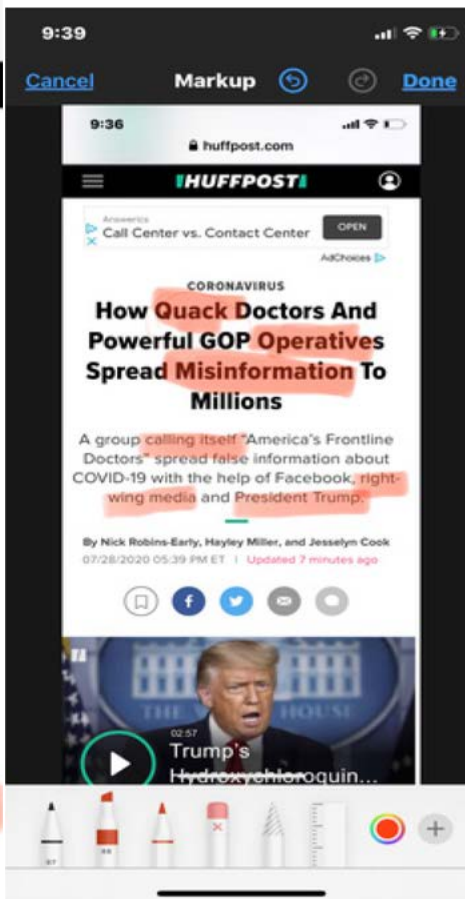 9:39
Cancel Markup Done
9:36
huffpost.com
HUFFPOST
Answerics
Call Center vs. Contact Center OPEN
AdChoices
CORONAVIRUS
How Quack Doctors And
Powerful GOP Operatives
Spread Misinformation To
Millions
A group calling itself "America's Frontline
Doctors" spread false information about
COVID-19 with the help of Facebook, right-
wing media and President Trump.
By Nick Robins-Early, Hayley Miller, and Jesselyn Cook
07/28/2020 05:39 PM ET | Updated 7 minutes ago
THE HOUSE
02:57
Trump's
Hydroxychloroquin...